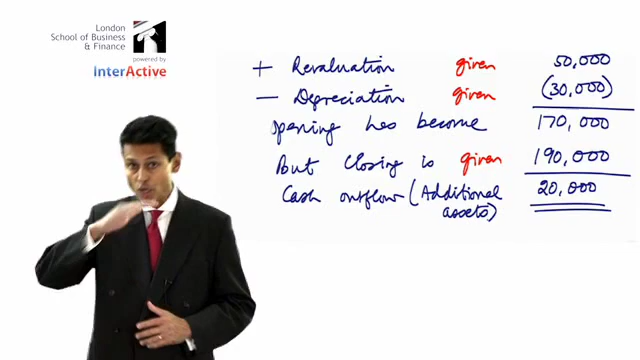 London
School of Business
& Finance
powered by
InterActive
+ Revaluation given 50,000
- Depreciation given (30,000)
opening has become 170,000
But closing is given 190,000
Cash outflow (Additional assets) 20,000